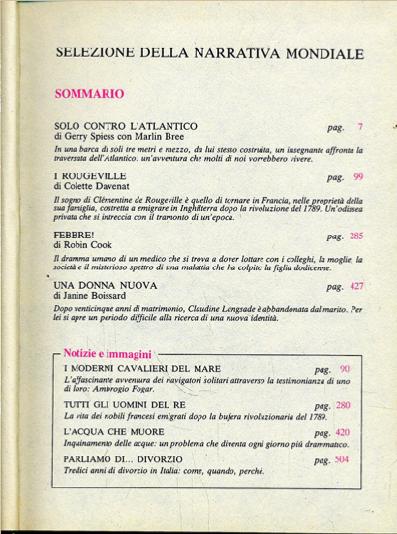 SELEZIONE DELLA NARRATIVA MONDIALE
SOMMARIO
SOLO CONTRO L'ATLANTICO pag. 7
di Gerry Spiess con Marlin Bree
In una barca di soli tre metri e mezzo, da lui stesso costruita, un insegnante affronta la
traversata dell'Atlantico: un'avventura che molti di noi vorrebbero vivere.
I ROUGEVILLE pag. 99
di Colette Davenat
Il sogno di Clémentine de Rougeville è quello di tornare in Francia, nelle proprietà della
sua famiglia, costretta a emigrare in Inghilterra dopo la rivoluzione del 1789. Un'odissea
privata che si intreccia con il tramonto di un'epoca.
FEBBRE! pag. 285
di Robin Cook
Il dramma umano di un medico che si trova a dover lottare con i colleghi, la moglie, la
società e il misterioso spettro di una malattia che ha colpito la figlia dodicenne.
UNA DONNA NUOVA pag. 427
di Janine Boissard
Dopo venticinque anni di matrimonio, Claudine Langsade è abbandonata dal marito. Per
lei si apre un periodo difficile alla ricerca di una nuova identità.
Notizie e immagini
I MODERNI CAVALIERI DEL MARE pag. 90
L'affascinante avventura dei navigatori solitari attraverso la testimonianza di uno
di loro: Ambrogio Fogar.
TUTTI GLI UOMINI DEL RE pag. 280
La vita dei nobili francesi emigrati dopo la bufera rivoluzionaria del 1789.
L'ACQUA CHE MUORE pag. 420
Inquinamento delle acque: un problema che diventa ogni giorno più drammatico.
PARLIAMO DI... DIVORZIO pag. 504
Tredici anni di divorzio in Italia: come, quando, perché.